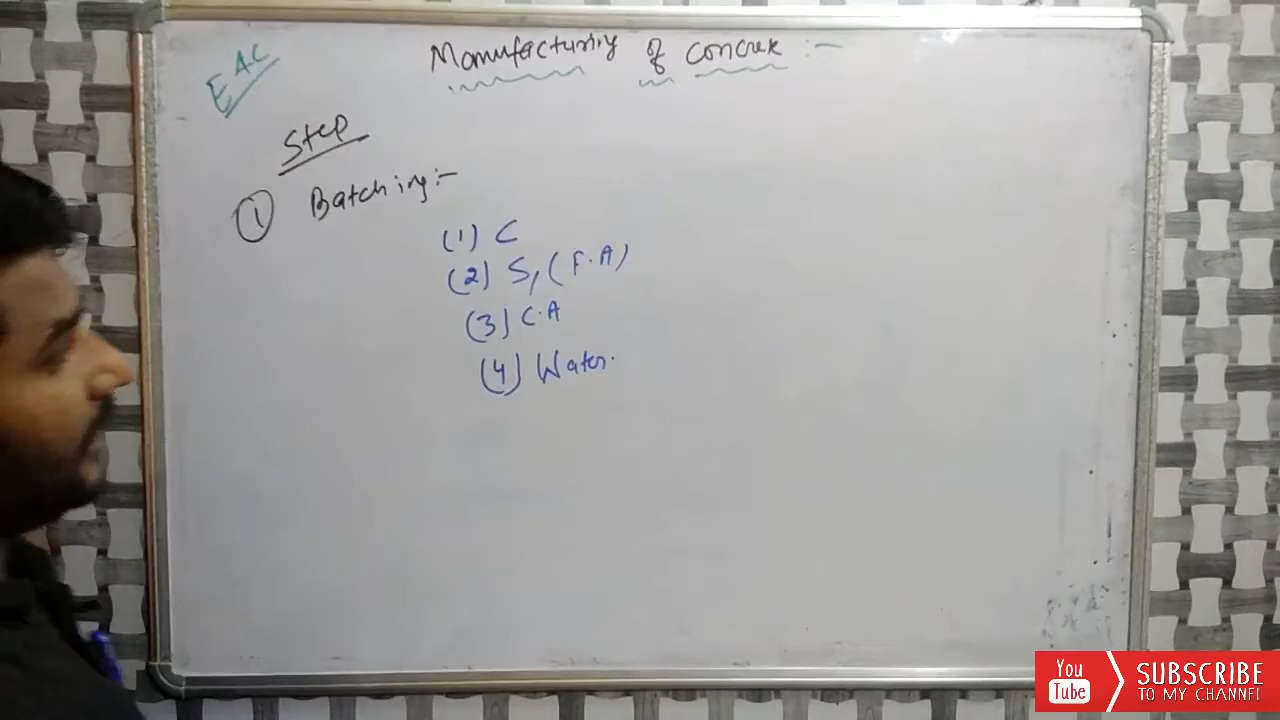 EAC
Manufacturing of concrete :-
Step
① Batching:-
(1) C
(2) S, (F.A)
(3) C.A
(4) Water.
You Tube
SUBSCRIBE
TO MY CHANNEL